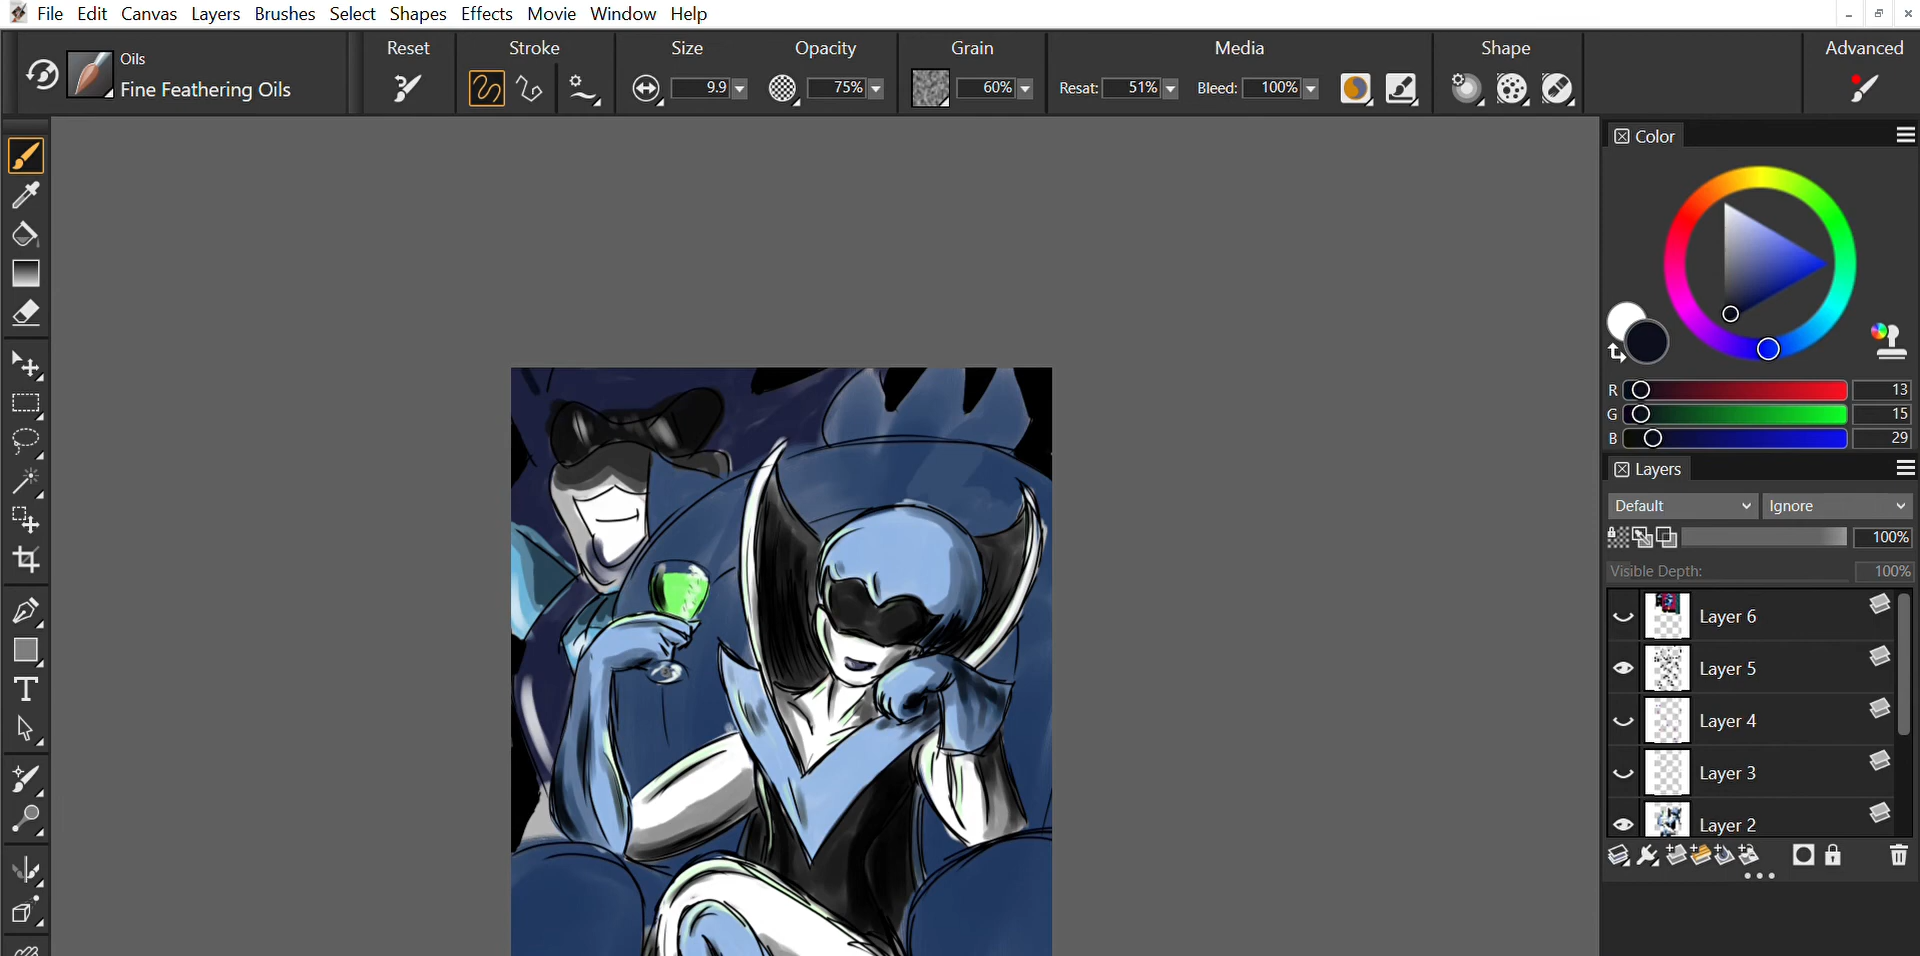 File Edit Canvas Layers Brushes Select Shapes Effects Movie Window Help
Oils
Fine Feathering Oils
Reset Stroke Size Opacity Grain Media Shape Advanced
9.9 75% 60% Resat: 51% Bleed: 100%
Color
R 13
G 15
B 29
Layers
Default Ignore
100%
Visible Depth: 100%
Layer 6
Layer 5
Layer 4
Layer 3
Layer 2